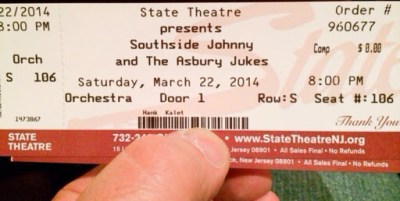 22/2014
8:00 PM
Orch
S 106
1473867
State Theatre
presents
Southside Johnny
and The Asbury Jukes
Order #
960677
Comp $ 0.00
Saturday, March 22, 2014 8:00 PM
Orchestra Door 1 Row:S Seat #:106
Hank Kalet
Thank You
STATE
THEATRE
www.StateTheatreNJ.org
08901 • All Sales Final • No Refunds
New Jersey 08901 • All Sales Final • No Refunds